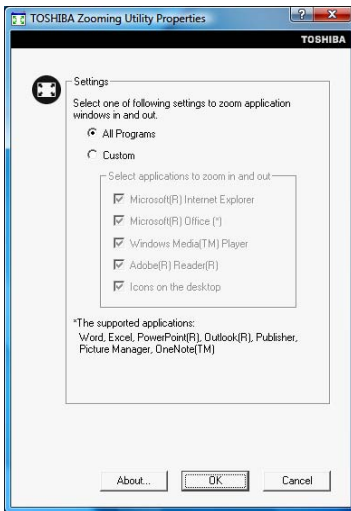 TOSHIBA Zooming Utility Properties
TOSHIBA
Settings
Select one of following settings to zoom application
windows in and out.
All Programs
Custom
Select applications to zoom in and out
Microsoft(R) Internet Explorer
Microsoft(R) Office (*)
Windows Media(TM) Player
Adobe(R) Reader(R)
Icons on the desktop
*The supported applications:
Word, Excel, PowerPoint(R), Outlook(R), Publisher,
Picture Manager, OneNote(TM)
About... OK Cancel